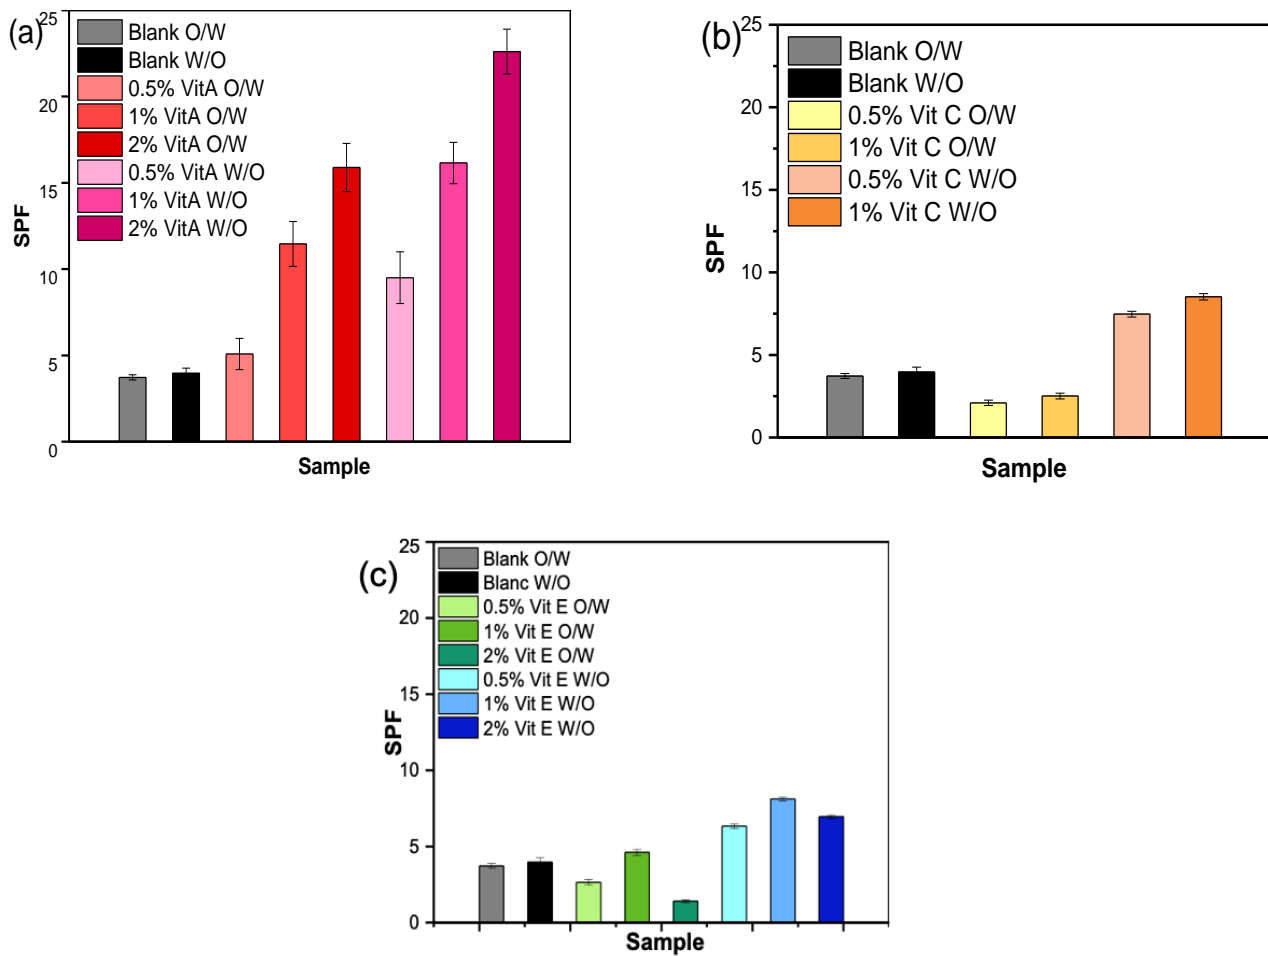 (a)
25
20
15
10
5
0
SPF
Blank O/W
Blank W/O
0.5% VitA O/W
1% VitA O/W
2% VitA O/W
0.5% VitA W/O
1% VitA W/O
2% VitA W/O
Sample
(b)
25
20
15
10
5
0
SPF
Blank O/W
Blank W/O
0.5% Vit C O/W
1% Vit C O/W
0.5% Vit C W/O
1% Vit C W/O
Sample
(c)
25
20
15
10
5
0
SPF
Blank O/W
Blanc W/O
0.5% Vit E O/W
1% Vit E O/W
2% Vit E O/W
0.5% Vit E W/O
1% Vit E W/O
2% Vit E W/O
Sample